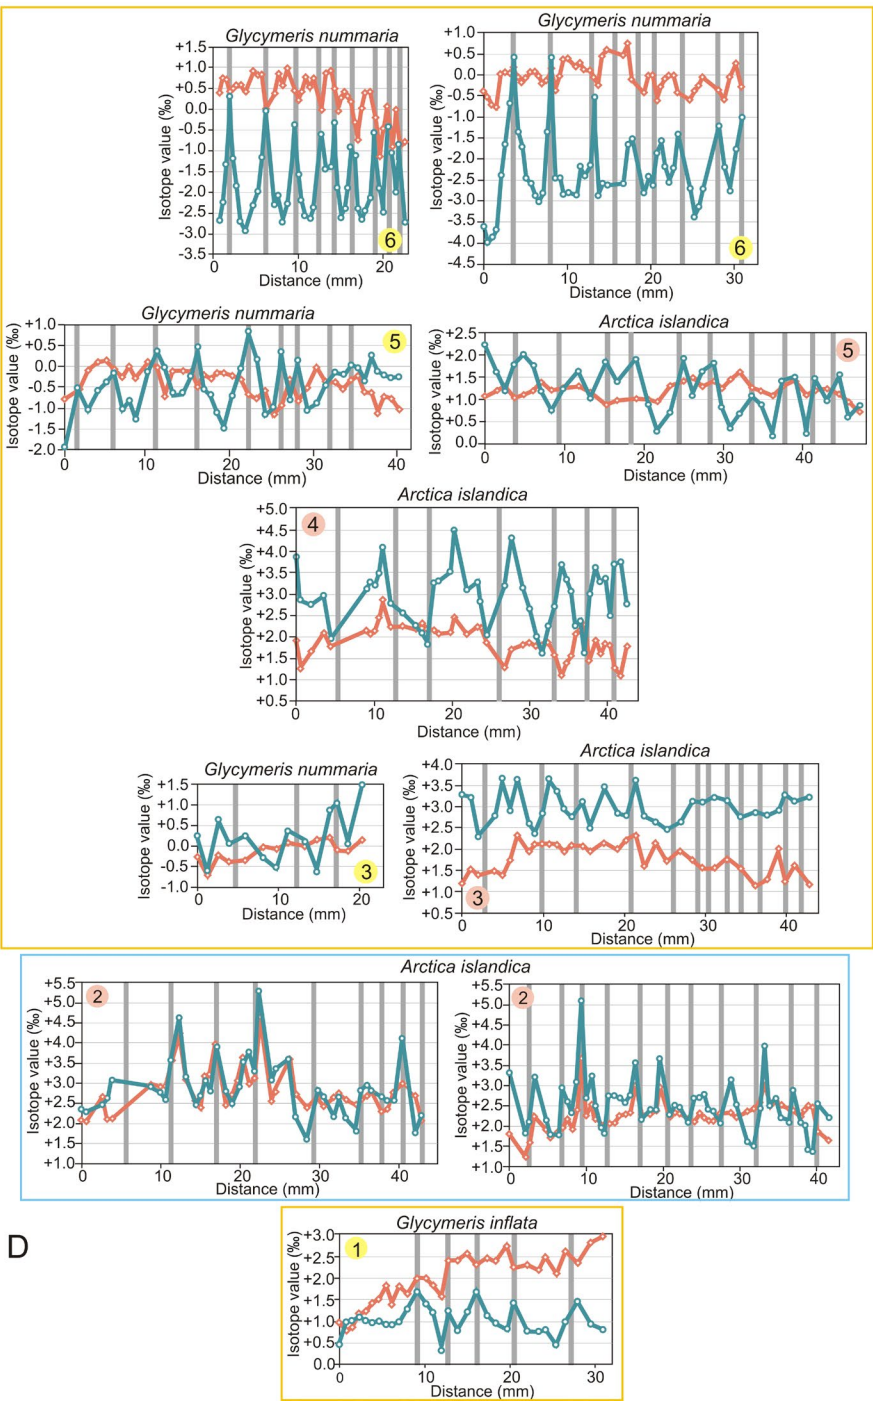 Glycymeris nummaria
Isotope value (‰)
+1.5
+1.0
+0.5
0.0
-0.5
-1.0
-1.5
-2.0
-2.5
-3.0
-3.5
0 10 20
Distance (mm)
6
Glycymeris nummaria
Isotope value (‰)
+1.0
+0.5
0.0
-0.5
-1.0
-1.5
-2.0
-2.5
-3.0
-3.5
-4.0
-4.5
0 10 20 30
Distance (mm)
6
Glycymeris nummaria
Isotope value (‰)
+1.0
+0.5
0.0
-0.5
-1.0
-1.5
-2.0
0 10 20 30 40
Distance (mm)
5
Arctica islandica
Isotope value (‰)
+2.5
+2.0
+1.5
+1.0
+0.5
0.0
0 10 20 30 40
Distance (mm)
5
Arctica islandica
Isotope value (‰)
+5.0
+4.5
+4.0
+3.5
+3.0
+2.5
+2.0
+1.5
+1.0
+0.5
0 10 20 30 40
Distance (mm)
4
Glycymeris nummaria
Isotope value (‰)
+1.5
+1.0
+0.5
0.0
-0.5
-1.0
0 10 20
Distance (mm)
3
Arctica islandica
Isotope value (‰)
+4.0
+3.5
+3.0
+2.5
+2.0
+1.5
+1.0
+0.5
0 10 20 30 40
Distance (mm)
3
Arctica islandica
Isotope value (‰)
+5.5
+5.0
+4.5
+4.0
+3.5
+3.0
+2.5
+2.0
+1.5
+1.0
0 10 20 30 40
Distance (mm)
2
Isotope value (‰)
+5.5
+5.0
+4.5
+4.0
+3.5
+3.0
+2.5
+2.0
+1.5
+1.0
0 10 20 30 40
Distance (mm)
2
D
Glycymeris inflata
Isotope value (‰)
+3.0
+2.5
+2.0
+1.5
+1.0
+0.5
0.0
0 10 20 30
Distance (mm)
1